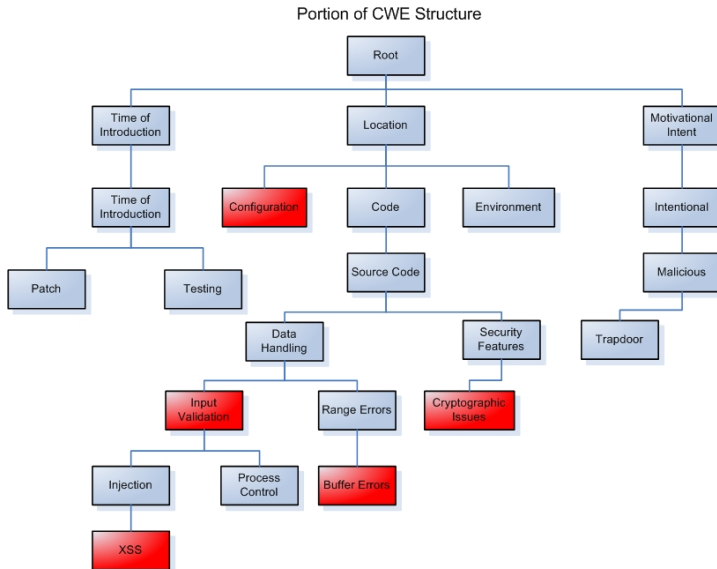 Portion of CWE Structure
Root
Time of
Introduction
Location
Motivational
Intent
Time of
Introduction
Configuration
Code
Environment
Intentional
Patch
Testing
Source Code
Malicious
Data
Handling
Security
Features
Trapdoor
Input
Validation
Range Errors
Cryptographic
Issues
Injection
Process
Control
Buffer Errors
XSS